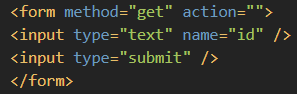 <form method="get" action="">
<input type="text" name="id" />
<input type="submit" />
</form>